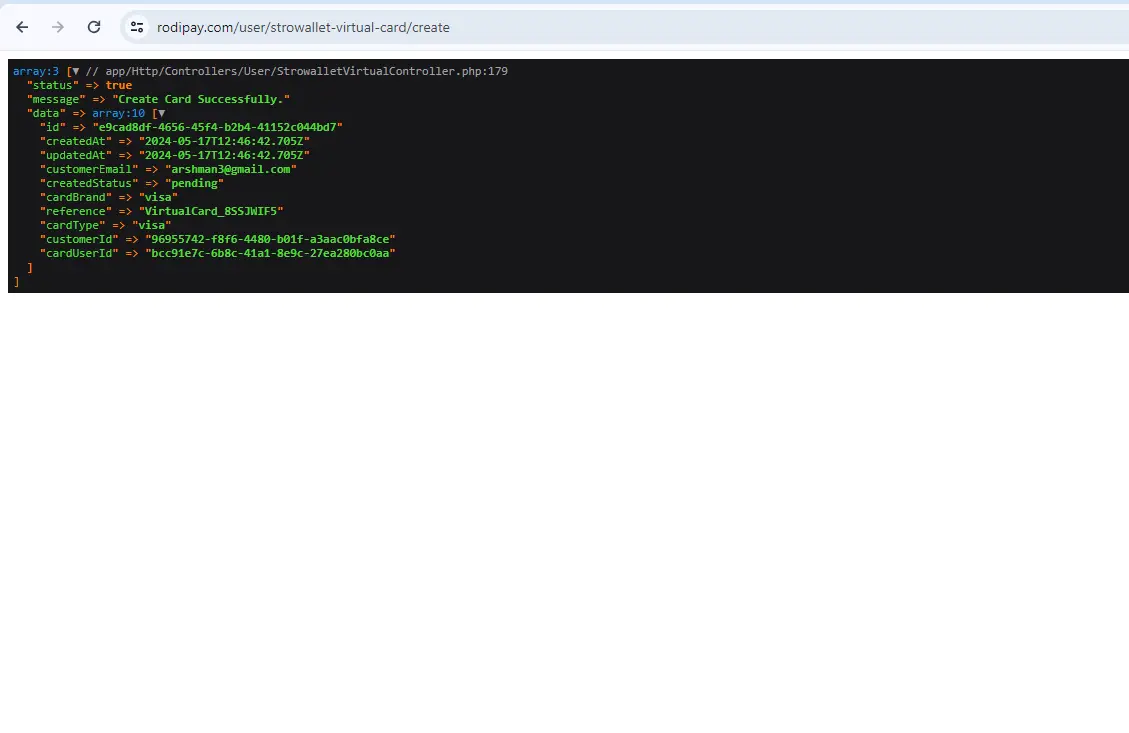 rodipay.com/user/strowallet-virtual-card/create
array:3 [▼ // app/Http/Controllers/User/StrowalletVirtualController.php:179
"status" => true
"message" => "Create Card Successfully."
"data" => array:10 [▼
"id" => "e9cad8df-4656-45f4-b2b4-41152c044bd7"
"createdAt" => "2024-05-17T12:46:42.705Z"
"updatedAt" => "2024-05-17T12:46:42.705Z"
"customerEmail" => "arshman3@gmail.com"
"createdStatus" => "pending"
"cardBrand" => "visa"
"reference" => "VirtualCard_8SSJWIF5"
"cardType" => "visa"
"customerId" => "96955742-f8f6-4480-b01f-a3aac0bfa8ce"
"cardUserId" => "bcc91e7c-6b8c-41a1-8e9c-27ea280bc0aa"
]
]